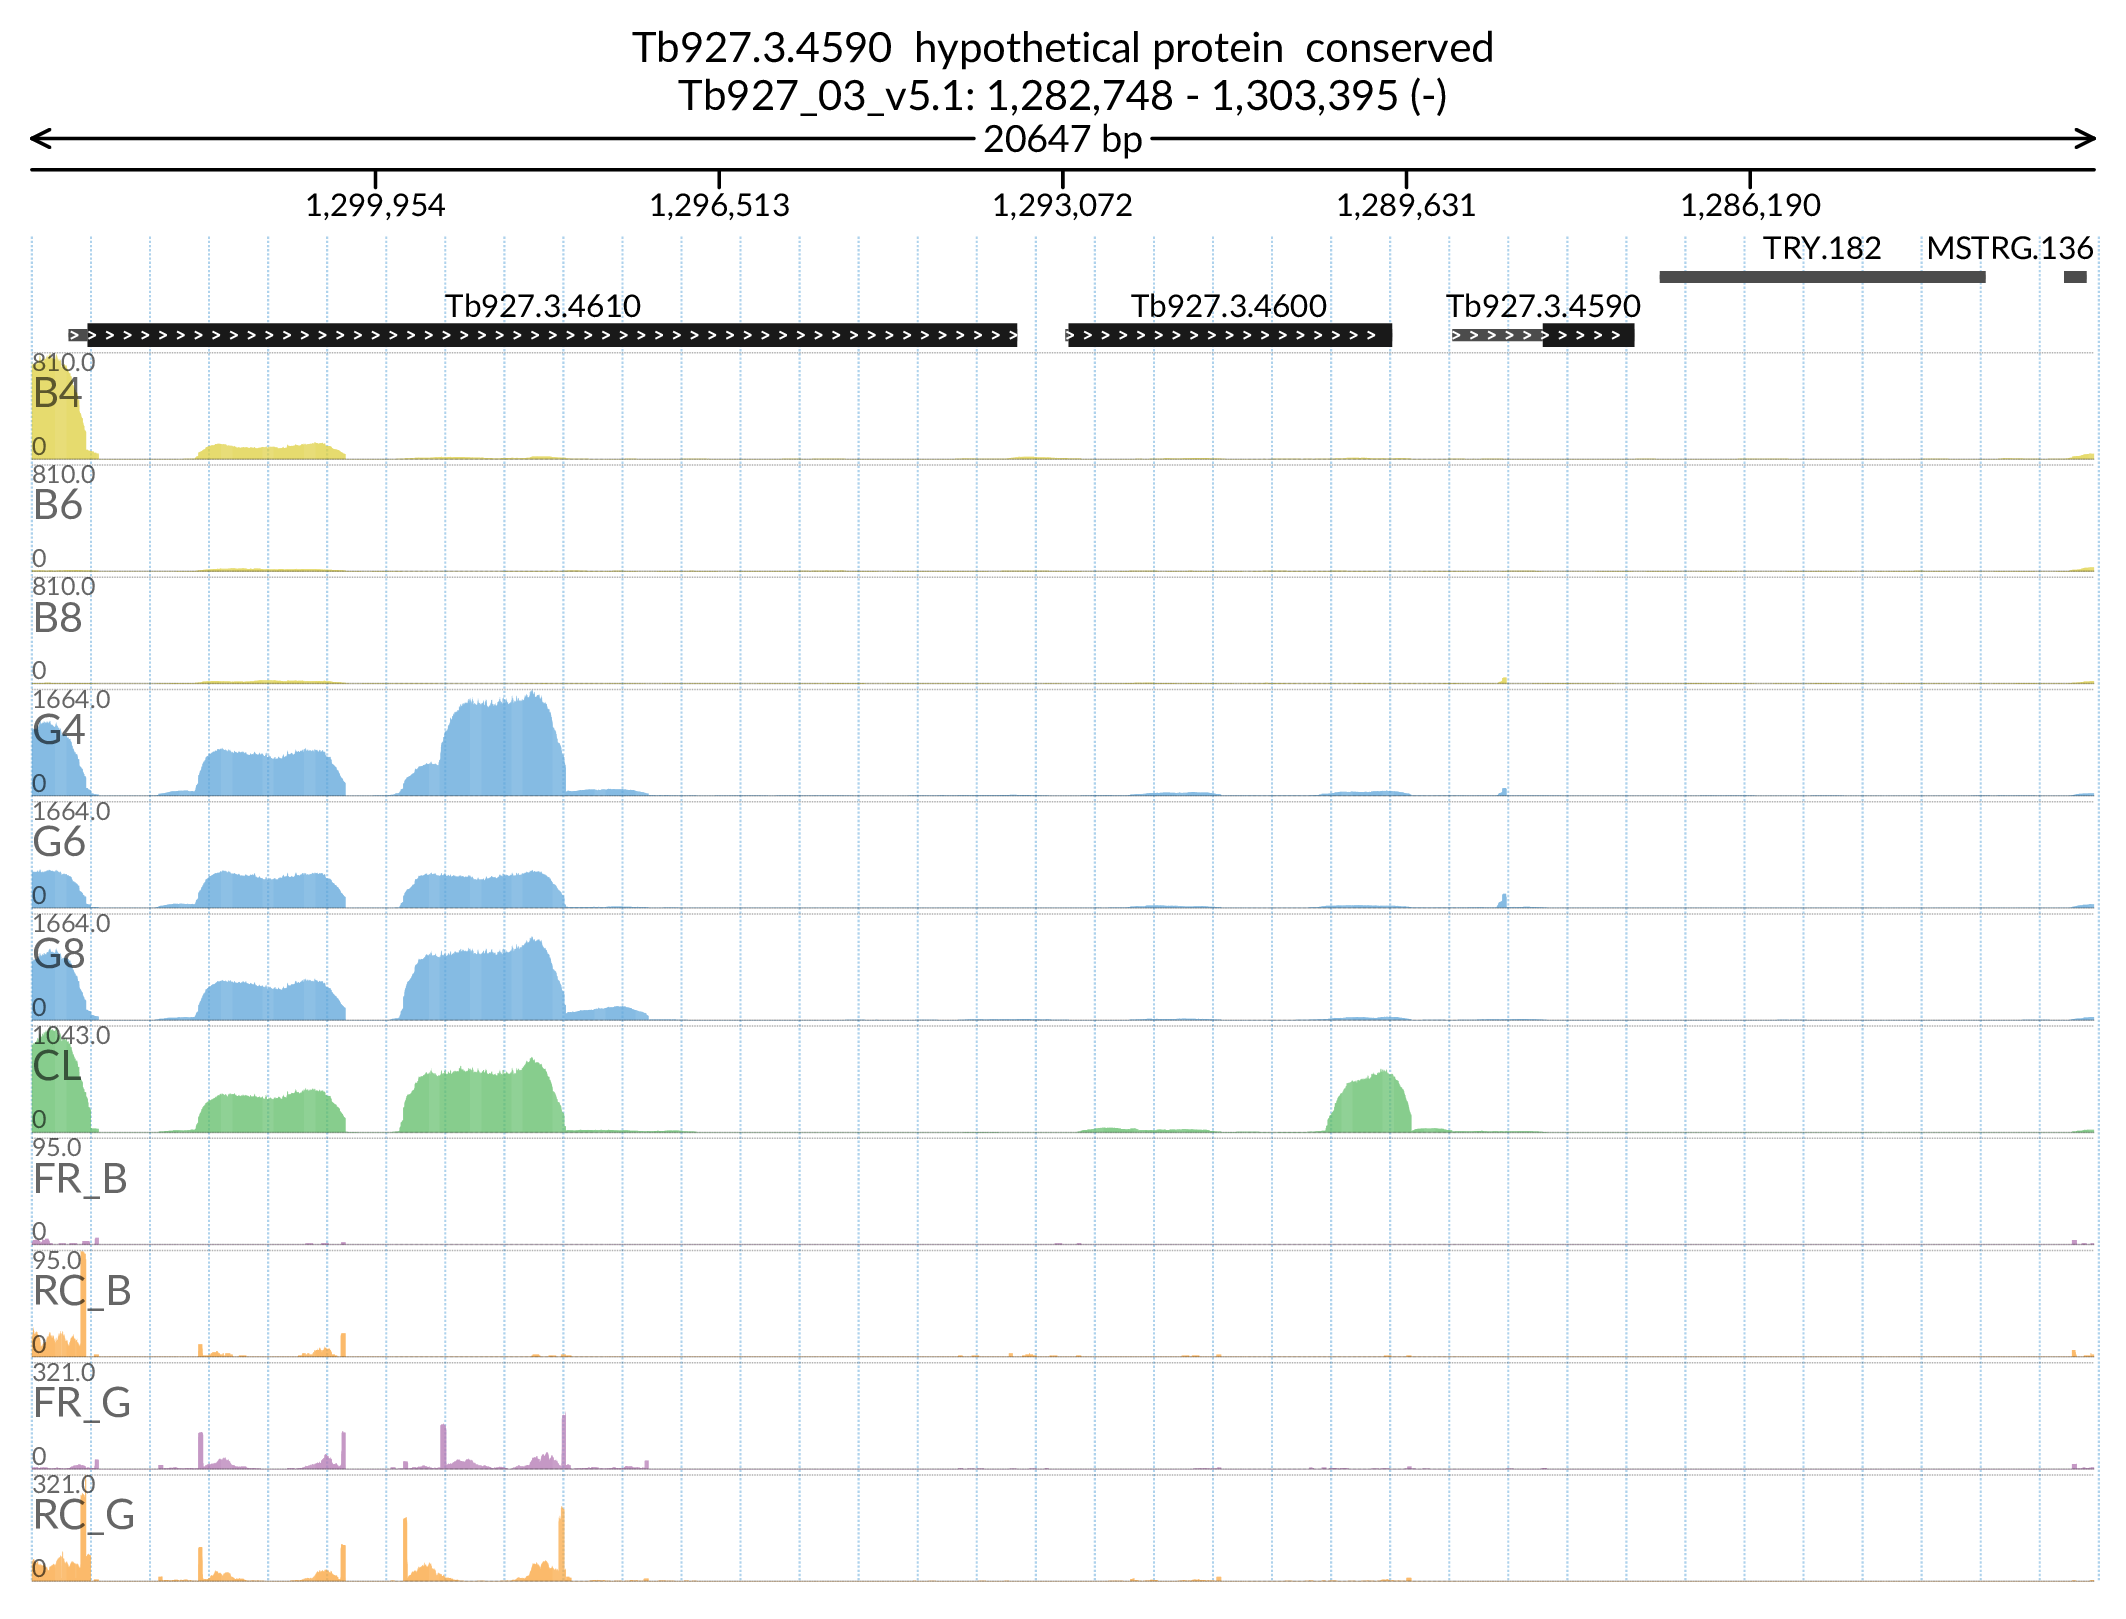 Tb927.3.4590  hypothetical protein  conserved
Tb927_03_v5.1: 1,282,748 - 1,303,395 (-)
20647 bp
1,299,954 1,296,513 1,293,072 1,289,631 1,286,190
TRY.182 MSTRG.136
Tb927.3.4610 Tb927.3.4600 Tb927.3.4590
810.0
B4
0
810.0
B6
0
810.0
B8
0
1664.0
G4
0
1664.0
G6
0
1664.0
G8
0
1043.0
CL
0
95.0
FR_B
0
95.0
RC_B
0
321.0
FR_G
0
321.0
RC_G
0